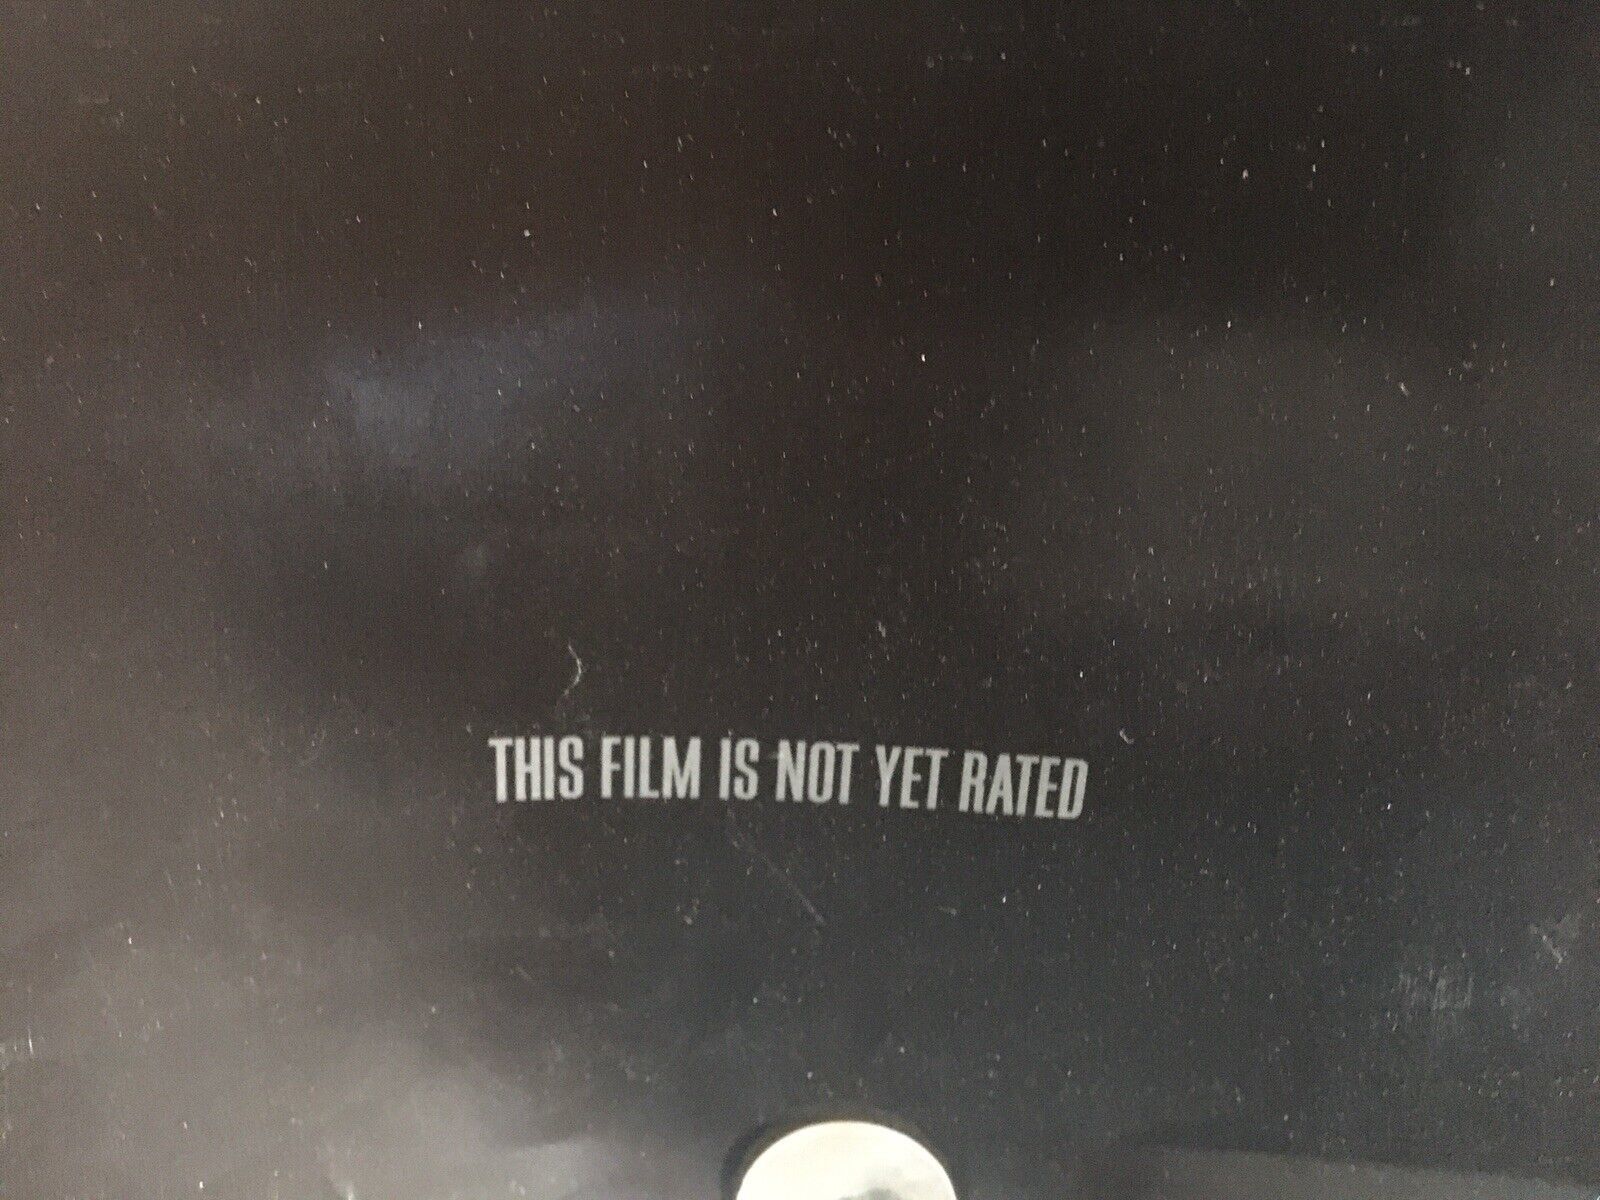 THIS FILM IS NOT YET RATED